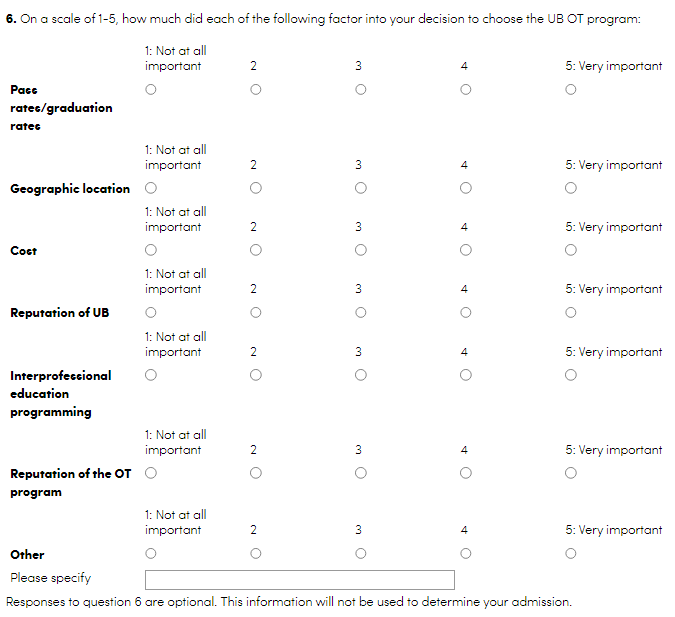 6. On a scale of 1-5, how much did each of the following factor into your decision to choose the UB OT program:
1: Not at all important 2 3 4 5: Very important
Pass rates/graduation rates
1: Not at all important 2 3 4 5: Very important
Geographic location
1: Not at all important 2 3 4 5: Very important
Cost
1: Not at all important 2 3 4 5: Very important
Reputation of UB
1: Not at all important 2 3 4 5: Very important
Interprofessional education programming
1: Not at all important 2 3 4 5: Very important
Reputation of the OT program
1: Not at all important 2 3 4 5: Very important
Other
Please specify
Responses to question 6 are optional. This information will not be used to determine your admission.